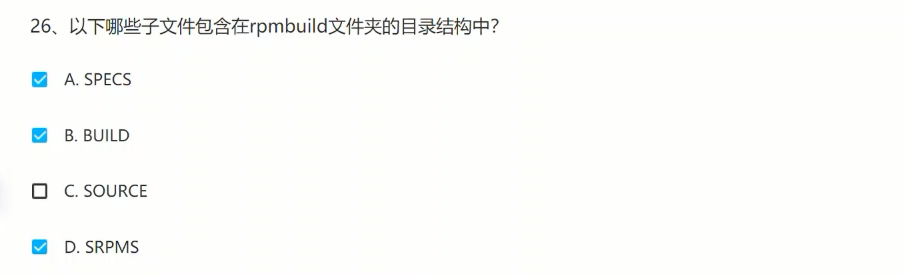 26、以下哪些子文件包含在rpmbuild文件夹的目录结构中?
A. SPECS
B. BUILD
C. SOURCE
D. SRPMS